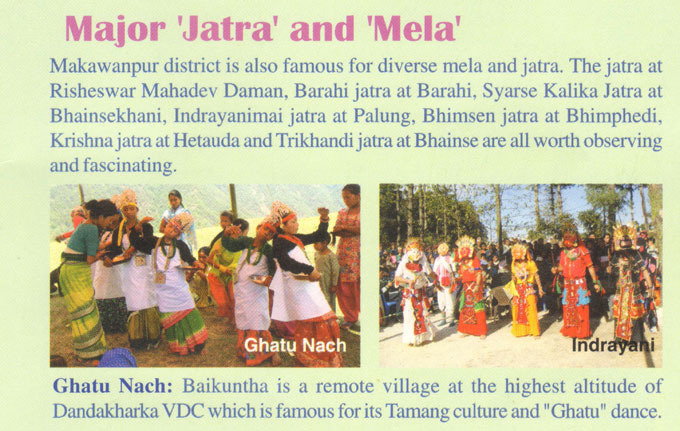 Major 'Jatra' and 'Mela'
Makawanpur district is also famous for diverse mela and jatra. The jatra at
Risheswar Mahadev Daman, Barahi jatra at Barahi, Syarse Kalika Jatra at
Bhainsekhani, Indrayanimai jatra at Palung, Bhimsen jatra at Bhimphedi,
Krishna jatra at Hetauda and Trikhandi jatra at Bhainse are all worth observing
and fascinating.
Ghatu Nach
Indrayani
Ghatu Nach: Baikuntha is a remote village at the highest altitude of
Dandakharka VDC which is famous for its Tamang culture and "Ghatu" dance.